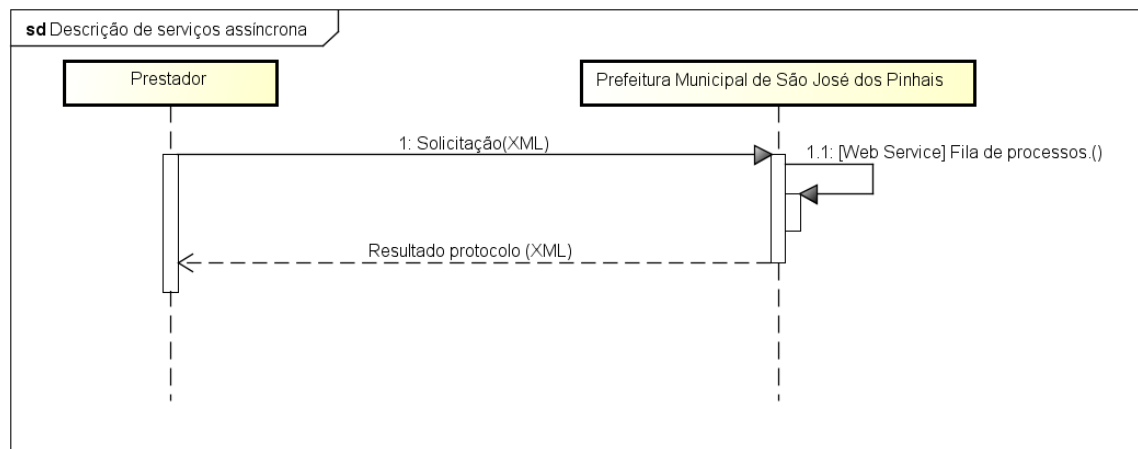 sd Descrição de serviços assíncrona
Prestador
Prefeitura Municipal de São José dos Pinhais
1: Solicitação(XML)
1.1: [Web Service] Fila de processos.()
Resultado protocolo (XML)